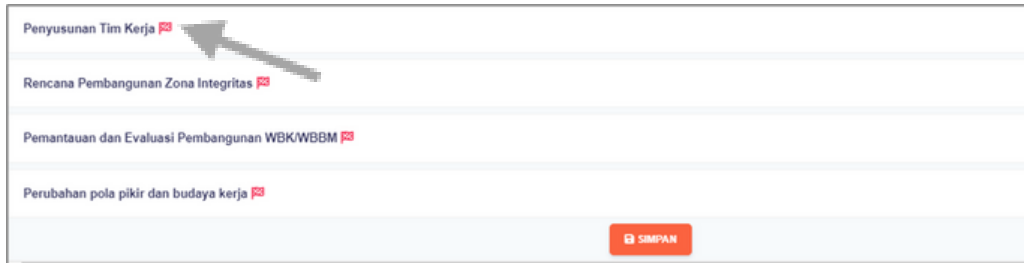 Penyusunan Tim Kerja
Rencana Pembangunan Zona Integritas
Pemantauan dan Evaluasi Pembangunan WBK/WBBM
Perubahan pola pikir dan budaya kerja
SIMPAN